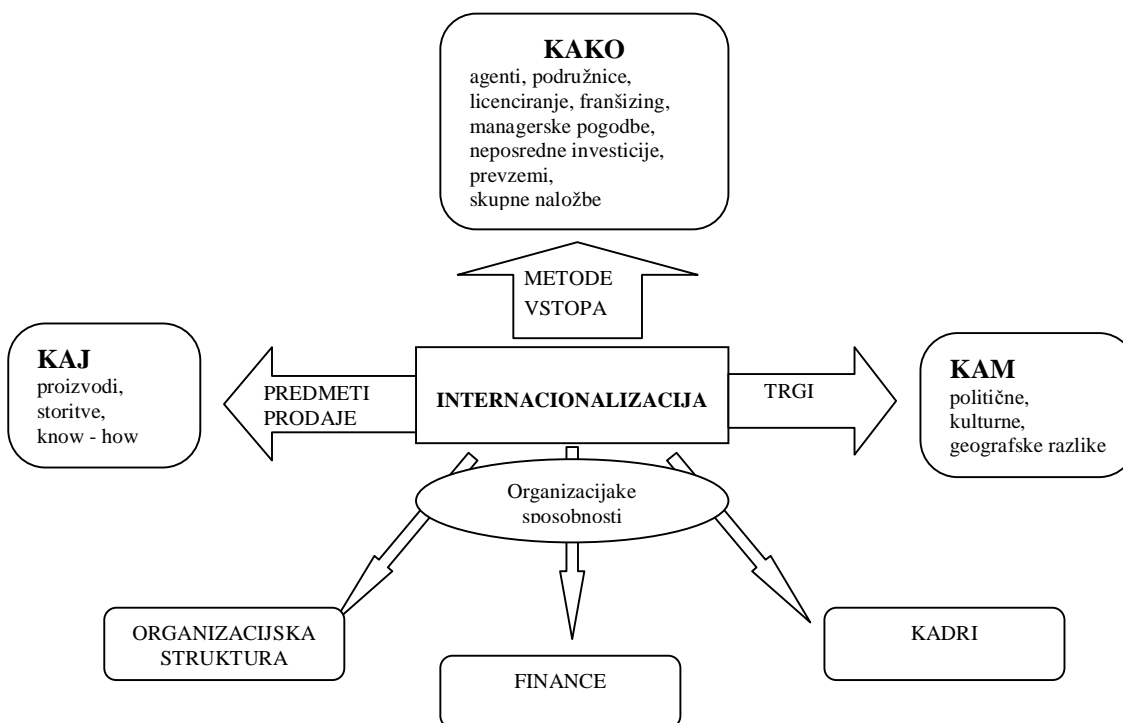 KAKO
agenti, podružnice,
licenciranje, franšizing,
managerske pogodbe,
neposredne investicije,
prevzemi,
skupne naložbe
METODE
VSTOPA
KAJ
proizvodi,
storitve,
know - how
PREDMETI
PRODAJE
INTERNACIONALIZACIJA
TRGI
KAM
politične,
kulturne,
geografske razlike
Organizacijake
sposobnosti
ORGANIZACIJSKA
STRUKTURA
FINANCE
KADRI